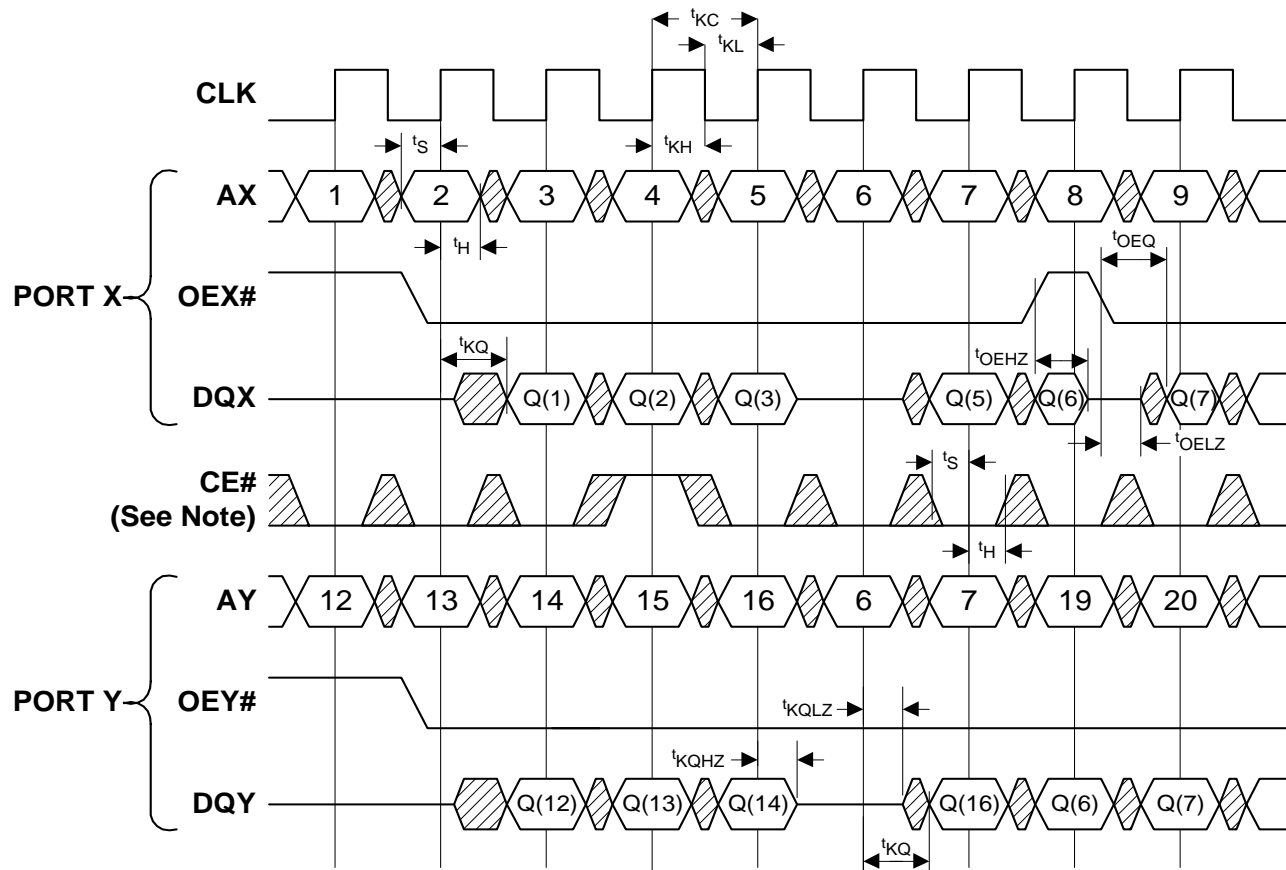 tKC
tKL
CLK
tS
tKH
AX 1 2 3 4 5 6 7 8 9
tH
tOEQ
PORT X
OEX#
tKQ
tOEHZ
DQX Q(1) Q(2) Q(3) Q(5) Q(6) Q(7)
tOELZ
tS
CE#
(See Note)
tH
AY 12 13 14 15 16 6 7 19 20
PORT Y
OEY#
tKQLZ
tKQHZ
DQY Q(12) Q(13) Q(14) Q(16) Q(6) Q(7)
tKQ